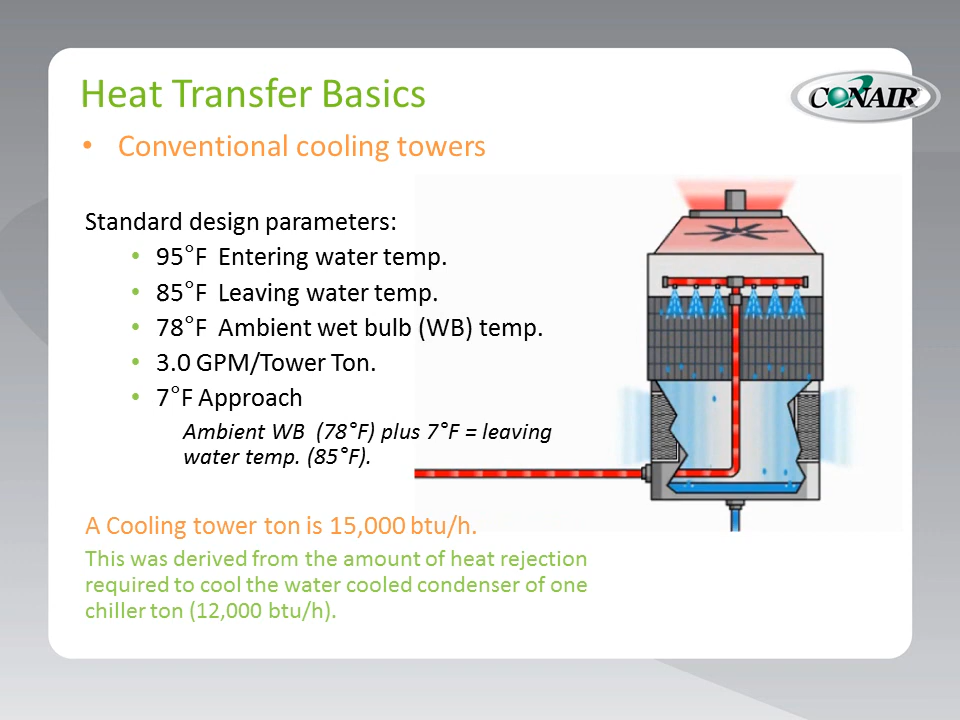 Heat Transfer Basics
CONAIR
• Conventional cooling towers
Standard design parameters:
• 95°F Entering water temp.
• 85°F Leaving water temp.
• 78°F Ambient wet bulb (WB) temp.
• 3.0 GPM/Tower Ton.
• 7°F Approach
Ambient WB (78°F) plus 7°F = leaving
water temp. (85°F).
A Cooling tower ton is 15,000 btu/h.
This was derived from the amount of heat rejection
required to cool the water cooled condenser of one
chiller ton (12,000 btu/h).